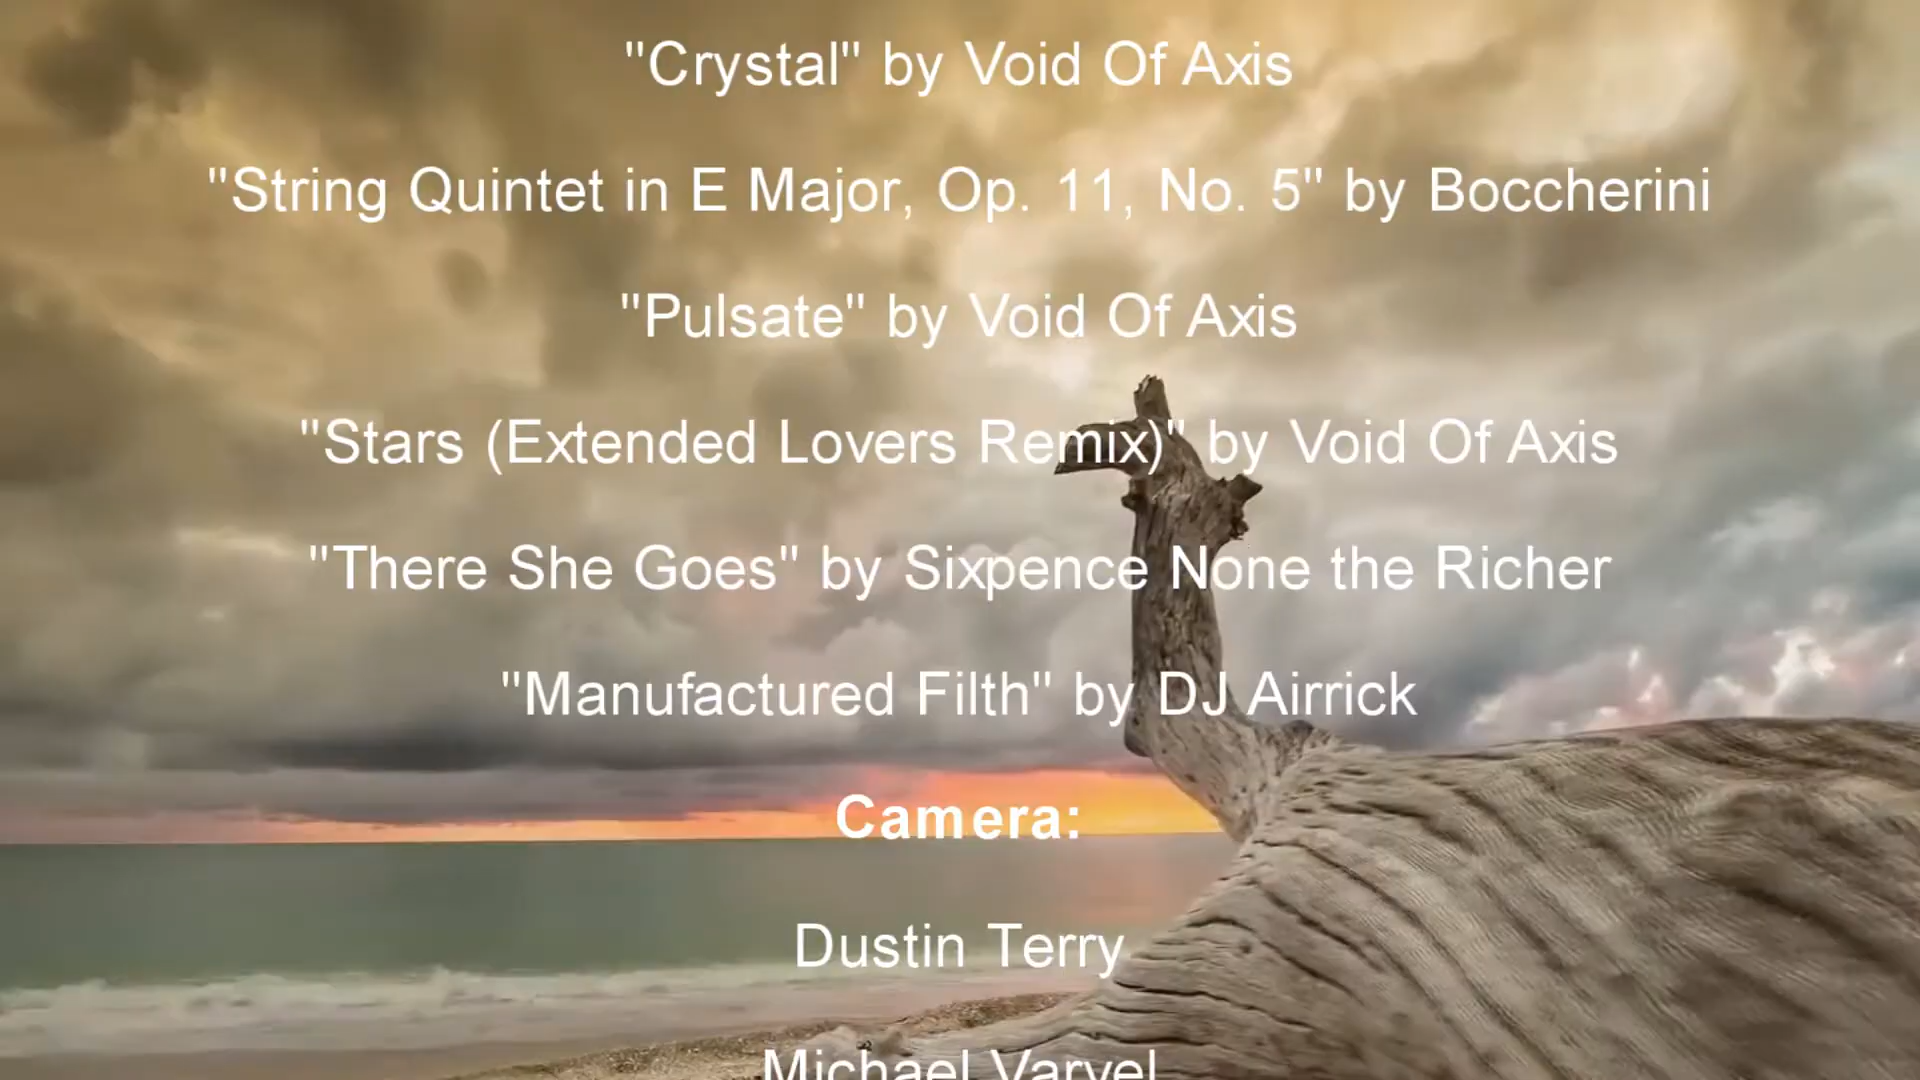 "Crystal" by Void Of Axis
"String Quintet in E Major, Op. 11, No. 5" by Boccherini
"Pulsate" by Void Of Axis
"Stars (Extended Lovers Remix)" by Void Of Axis
"There She Goes" by Sixpence None the Richer
"Manufactured Filth" by DJ Airrick
Camera:
Dustin Terry
Michael Varvel